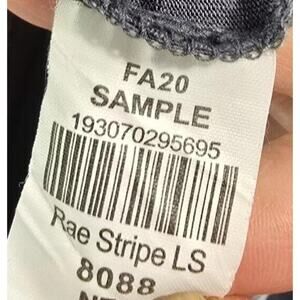 FA20
SAMPLE
193070295695
Rae Stripe LS
8088